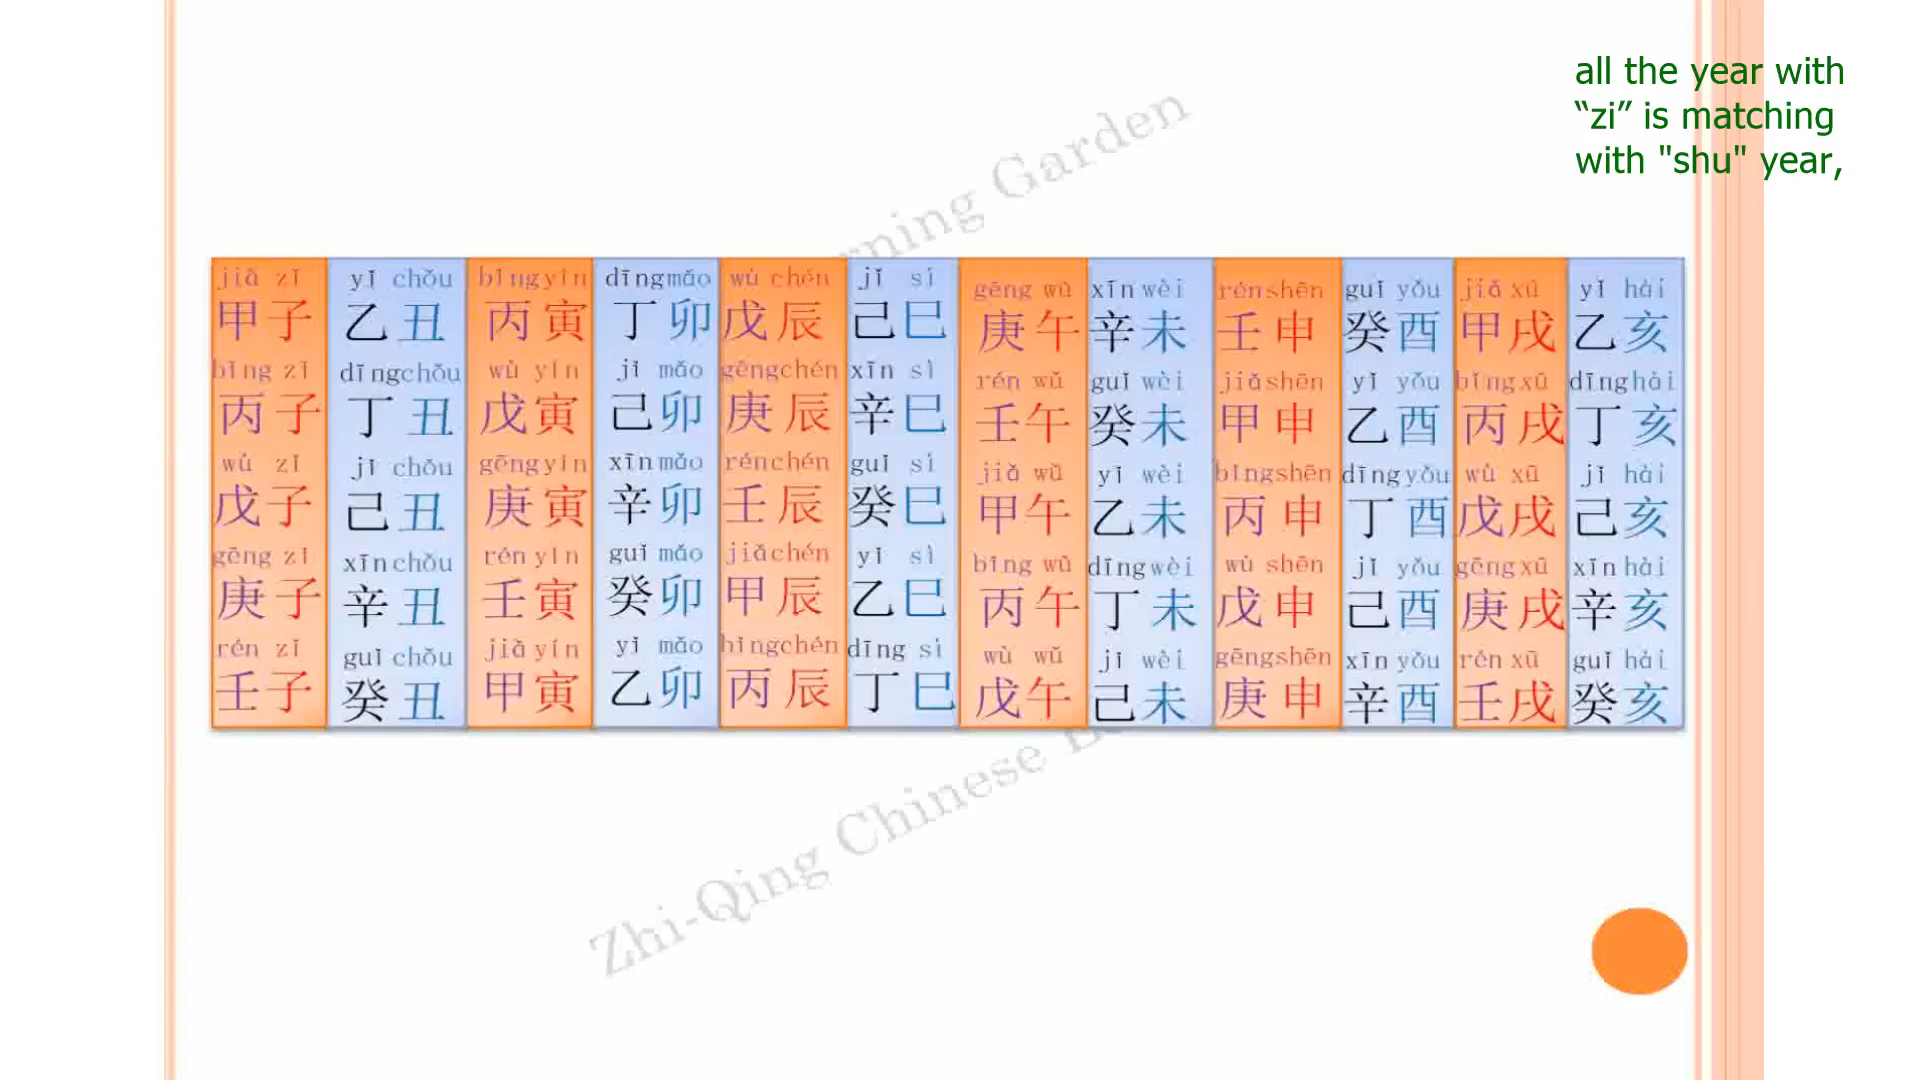 all the year with
“zi” is matching
with "shu" year,
jiǎ zǐ yǐ chǒu bǐng yín dīng mǎo wù chén jǐ sì gēng wǔ xīn wèi rén shēn guǐ yǒu jiǎ xū yǐ hài
甲子 乙丑 丙寅 丁卯 戊辰 己巳 庚午 辛未 壬申 癸酉 甲戌 乙亥
bǐng zǐ dīng chǒu wù yín jǐ mǎo gēng chén xīn sì rén wǔ guǐ wèi jiǎ shēn yǐ yǒu bǐng xū dīng hài
丙子 丁丑 戊寅 己卯 庚辰 辛巳 壬午 癸未 甲申 乙酉 丙戌 丁亥
wù zǐ jǐ chǒu gēng yín xīn mǎo rén chén guǐ sì jiǎ wǔ yǐ wèi bǐng shēn dīng yǒu wù xū jǐ hài
戊子 己丑 庚寅 辛卯 壬辰 癸巳 甲午 乙未 丙申 丁酉 戊戌 己亥
gēng zǐ xīn chǒu rén yín guǐ mǎo jiǎ chén yǐ sì bǐng wǔ dīng wèi wù shēn jǐ yǒu gēng xū xīn hài
庚子 辛丑 壬寅 癸卯 甲辰 乙巳 丙午 丁未 戊申 己酉 庚戌 辛亥
rén zǐ guǐ chǒu jiǎ yín yǐ mǎo bǐng chén dīng sì wù wǔ jǐ wèi gēng shēn xīn yǒu rén xū guǐ hài
壬子 癸丑 甲寅 乙卯 丙辰 丁巳 戊午 己未 庚申 辛酉 壬戌 癸亥
Zhi-Qing Chinese Garden